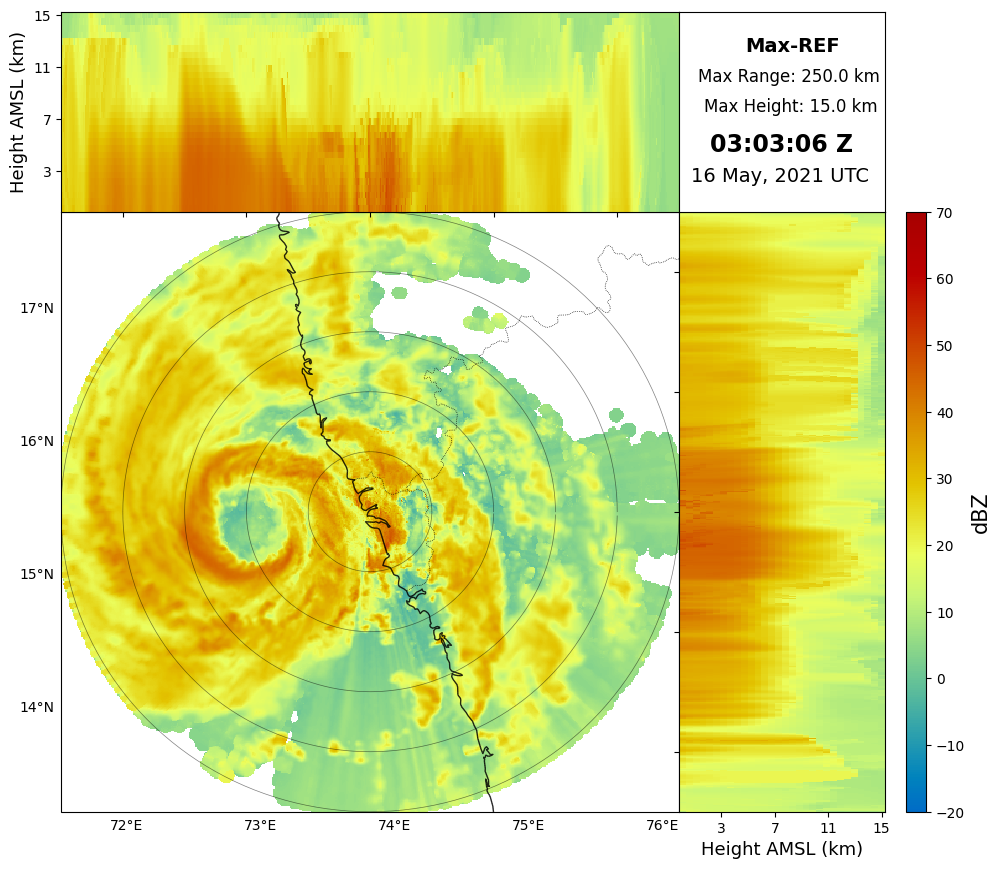 15
11
7
3
Height AMSL (km)
Max-REF
Max Range: 250.0 km
Max Height: 15.0 km
03:03:06 Z
16 May, 2021 UTC
17°N
16°N
15°N
14°N
72°E 73°E 74°E 75°E 76°E
3 7 11 15
Height AMSL (km)
70
60
50
40
30
20
10
0
−10
−20
dBZ